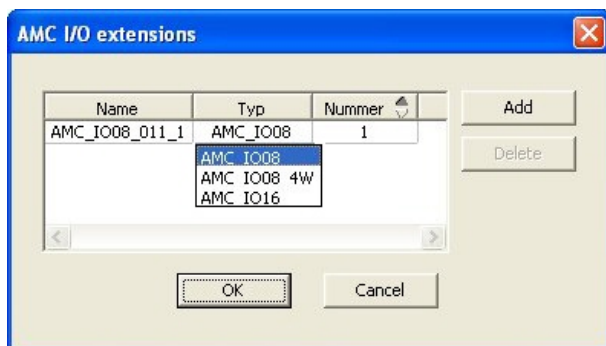 AMC I/O extensions
Name Typ Nummer
AMC_IO08_011_1 AMC_IO08 1
AMC_IO08
AMC_IO08_4W
AMC_IO16
Add
Delete
OK Cancel